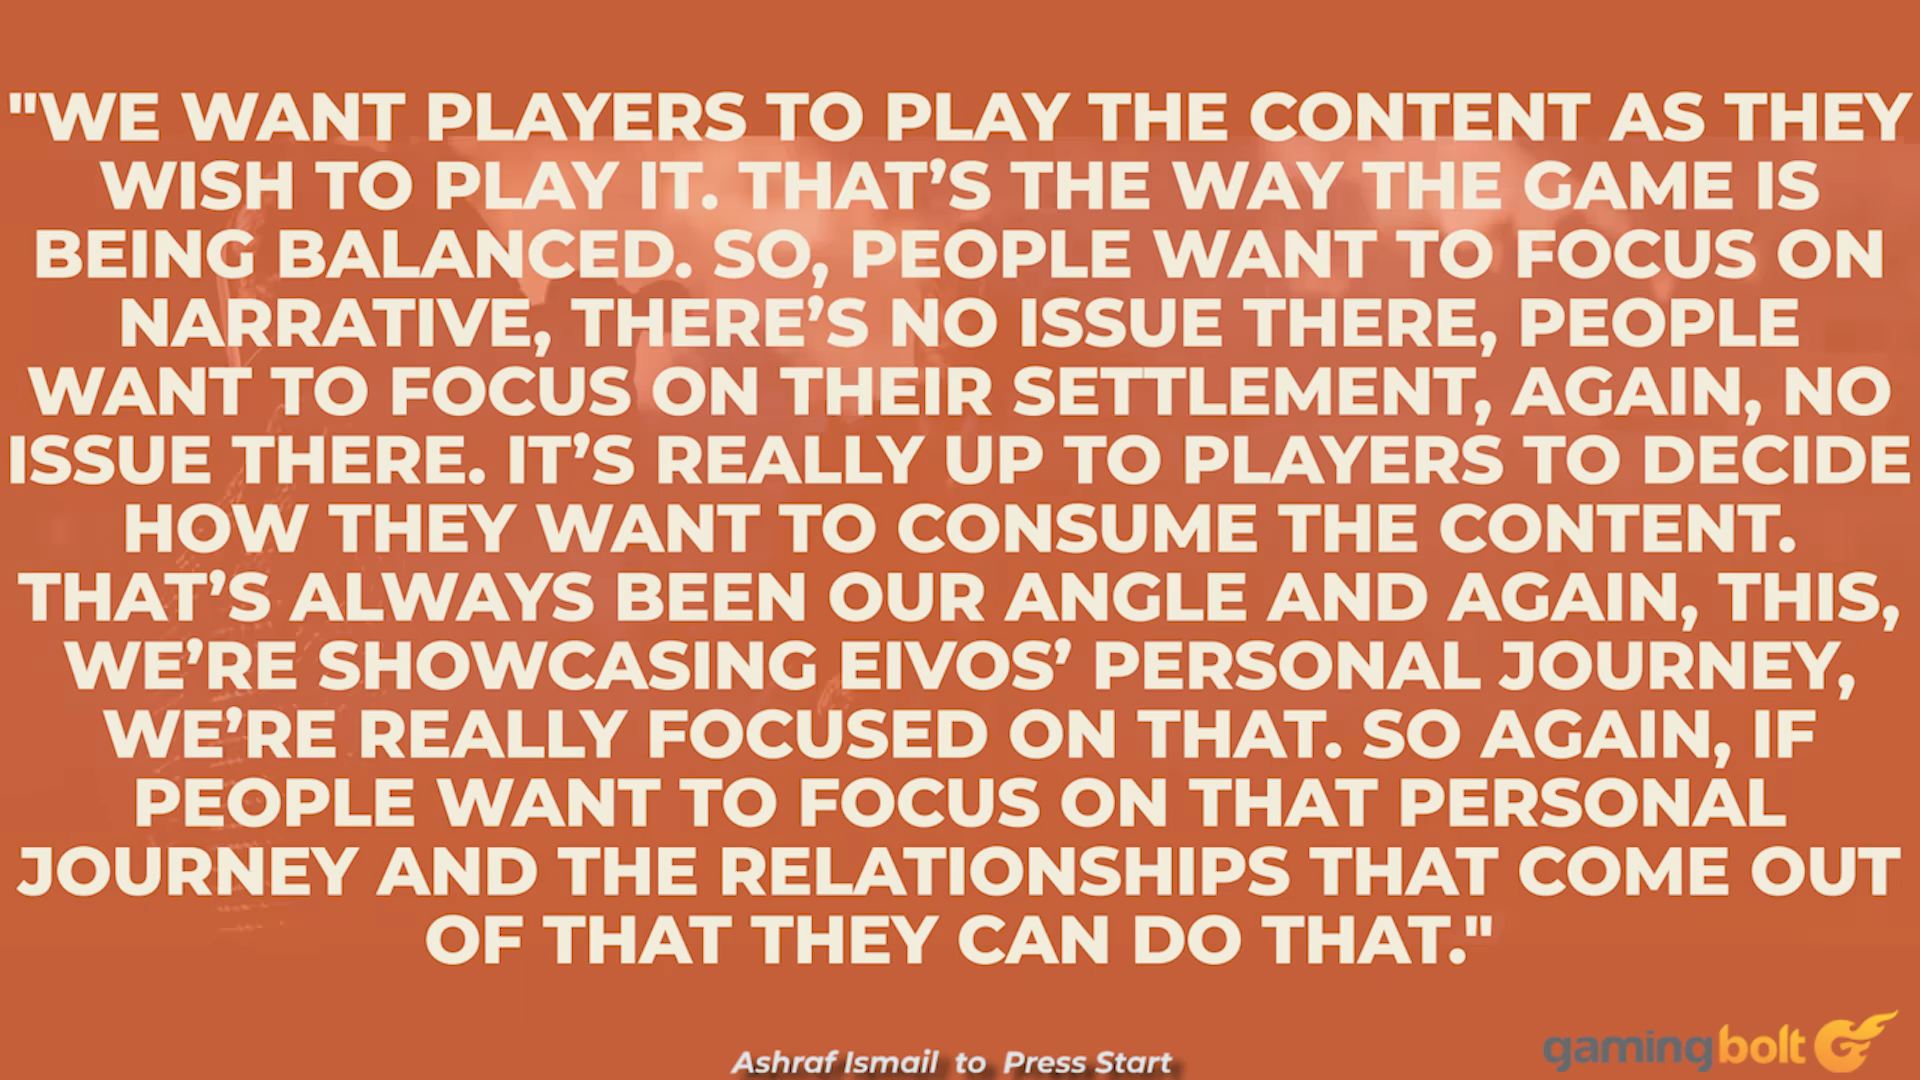 "WE WANT PLAYERS TO PLAY THE CONTENT AS THEY
WISH TO PLAY IT. THAT’S THE WAY THE GAME IS
BEING BALANCED. SO, PEOPLE WANT TO FOCUS ON
NARRATIVE, THERE’S NO ISSUE THERE, PEOPLE
WANT TO FOCUS ON THEIR SETTLEMENT, AGAIN, NO
ISSUE THERE. IT’S REALLY UP TO PLAYERS TO DECIDE
HOW THEY WANT TO CONSUME THE CONTENT.
THAT’S ALWAYS BEEN OUR ANGLE AND AGAIN, THIS,
WE’RE SHOWCASING EIVOS’ PERSONAL JOURNEY,
WE’RE REALLY FOCUSED ON THAT. SO AGAIN, IF
PEOPLE WANT TO FOCUS ON THAT PERSONAL
JOURNEY AND THE RELATIONSHIPS THAT COME OUT
OF THAT THEY CAN DO THAT."
Ashraf Ismail to Press Start
gamingbolt